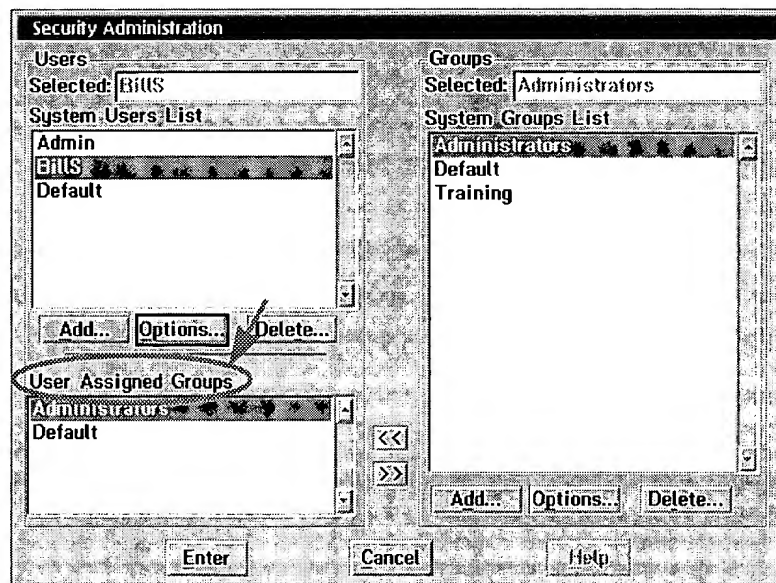 Security Administration
Users
Selected: BillS
System Users List
Admin
BillS
Default
Add... Options... Delete...
User Assigned Groups
Administrators
Default
<<
>>
Groups
Selected: Administrators
System Groups List
Administrators
Default
Training
Add... Options... Delete...
Enter Cancel Help